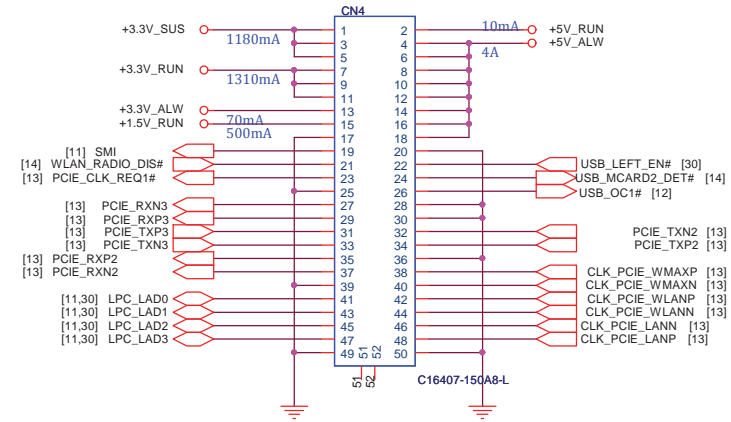 CN4
+3.3V_SUS 1 2 10mA +5V_RUN
1180mA 3 4 +5V_ALW
5 6 4A
+3.3V_RUN 7 8
1310mA 9 10
11 12
+3.3V_ALW 13 14
+1.5V_RUN 70mA 15 16
500mA 17 18
[11] SMI 19 20
[14] WLAN_RADIO_DIS# 21 22 USB_LEFT_EN# [30]
[13] PCIE_CLK_REQ1# 23 24 USB_MCARD2_DET# [14]
25 26 USB_OC1# [12]
[13] PCIE_RXN3 27 28
[13] PCIE_RXP3 29 30
[13] PCIE_TXP3 31 32 PCIE_TXN2 [13]
[13] PCIE_TXN3 33 34 PCIE_TXP2 [13]
[13] PCIE_RXP2 35 36
[13] PCIE_RXN2 37 38 CLK_PCIE_WMAXP [13]
39 40 CLK_PCIE_WMAXN [13]
[11,30] LPC_LAD0 41 42 CLK_PCIE_WLANP [13]
[11,30] LPC_LAD1 43 44 CLK_PCIE_WLANN [13]
[11,30] LPC_LAD2 45 46 CLK_PCIE_LANN [13]
[11,30] LPC_LAD3 47 48 CLK_PCIE_LANP [13]
49 51 52 50
51 52 C16407-150A8-L